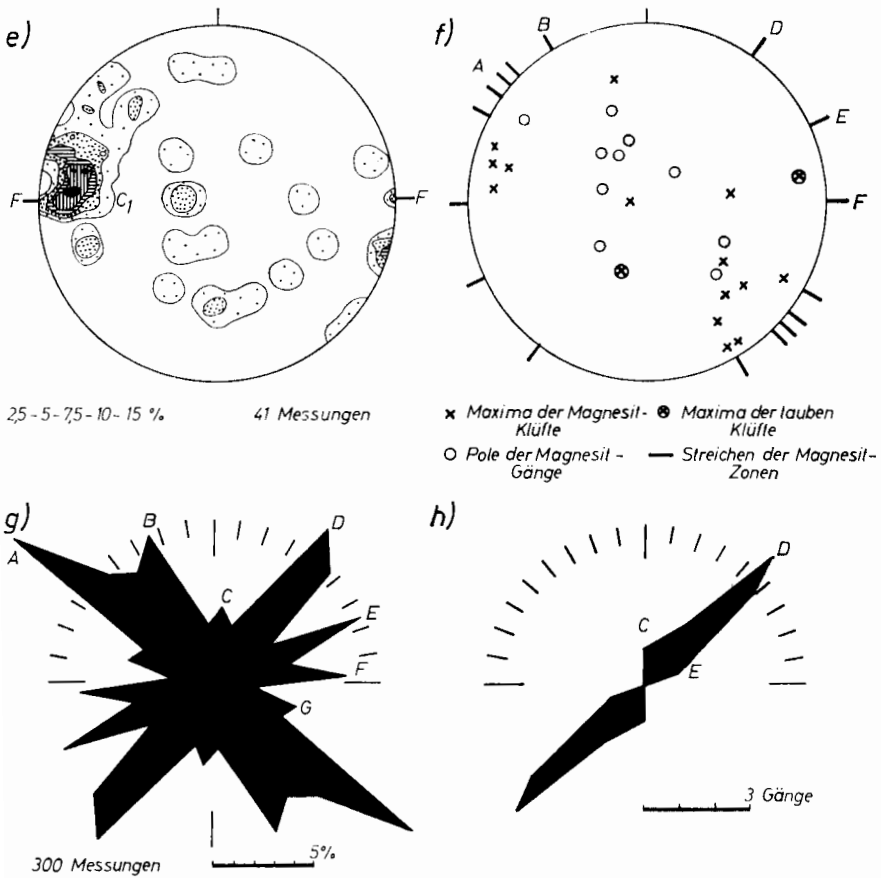 e)
F
C1
F
2,5-5-7,5-10-15 %
41 Messungen
f)
A
B
D
E
F
x Maxima der Magnesit-
Klüfte
⊗ Maxima der tauben
Klüfte
O Pole der Magnesit-
Gänge
— Streichen der Magnesit-
Zonen
g)
A
B
C
D
E
F
G
300 Messungen
5%
h)
C
D
E
3 Gänge